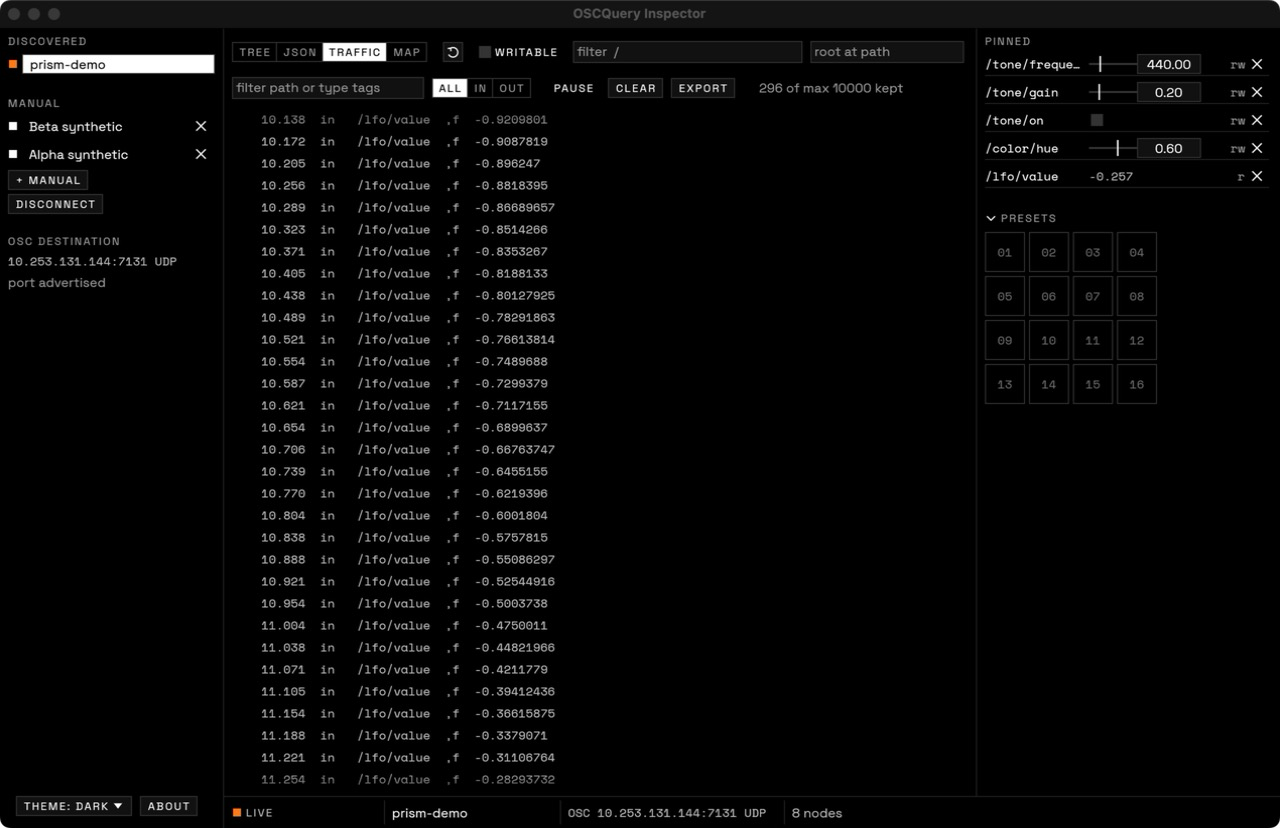 OSCQuery Inspector
DISCOVERED
prism-demo
MANUAL
Beta synthetic
Alpha synthetic
+ MANUAL
DISCONNECT
OSC DESTINATION
10.253.131.144:7131 UDP
port advertised
THEME: DARK
ABOUT
TREE JSON TRAFFIC MAP WRITABLE filter / root at path
filter path or type tags ALL IN OUT PAUSE CLEAR EXPORT 296 of max 10000 kept
10.138 in /lfo/value ,f -0.9209801
10.172 in /lfo/value ,f -0.9087819
10.205 in /lfo/value ,f -0.896247
10.256 in /lfo/value ,f -0.8818395
10.289 in /lfo/value ,f -0.86689657
10.323 in /lfo/value ,f -0.8514266
10.371 in /lfo/value ,f -0.8353267
10.405 in /lfo/value ,f -0.8188133
10.438 in /lfo/value ,f -0.80127925
10.489 in /lfo/value ,f -0.78291863
10.521 in /lfo/value ,f -0.76613814
10.554 in /lfo/value ,f -0.7489688
10.587 in /lfo/value ,f -0.7299379
10.621 in /lfo/value ,f -0.7117155
10.654 in /lfo/value ,f -0.6899637
10.706 in /lfo/value ,f -0.66763747
10.739 in /lfo/value ,f -0.6455155
10.770 in /lfo/value ,f -0.6219396
10.804 in /lfo/value ,f -0.6001804
10.838 in /lfo/value ,f -0.5757815
10.888 in /lfo/value ,f -0.55086297
10.921 in /lfo/value ,f -0.52544916
10.954 in /lfo/value ,f -0.5003738
11.004 in /lfo/value ,f -0.4750011
11.038 in /lfo/value ,f -0.44821966
11.071 in /lfo/value ,f -0.4211779
11.105 in /lfo/value ,f -0.39412436
11.154 in /lfo/value ,f -0.36615875
11.188 in /lfo/value ,f -0.3379071
11.221 in /lfo/value ,f -0.31106764
11.254 in /lfo/value ,f -0.28293732
LIVE prism-demo OSC 10.253.131.144:7131 UDP 8 nodes
PINNED
/tone/freque… 440.00 rw
/tone/gain 0.20 rw
/tone/on rw
/color/hue 0.60 rw
/lfo/value -0.257 r
PRESETS
01 02 03 04
05 06 07 08
09 10 11 12
13 14 15 16